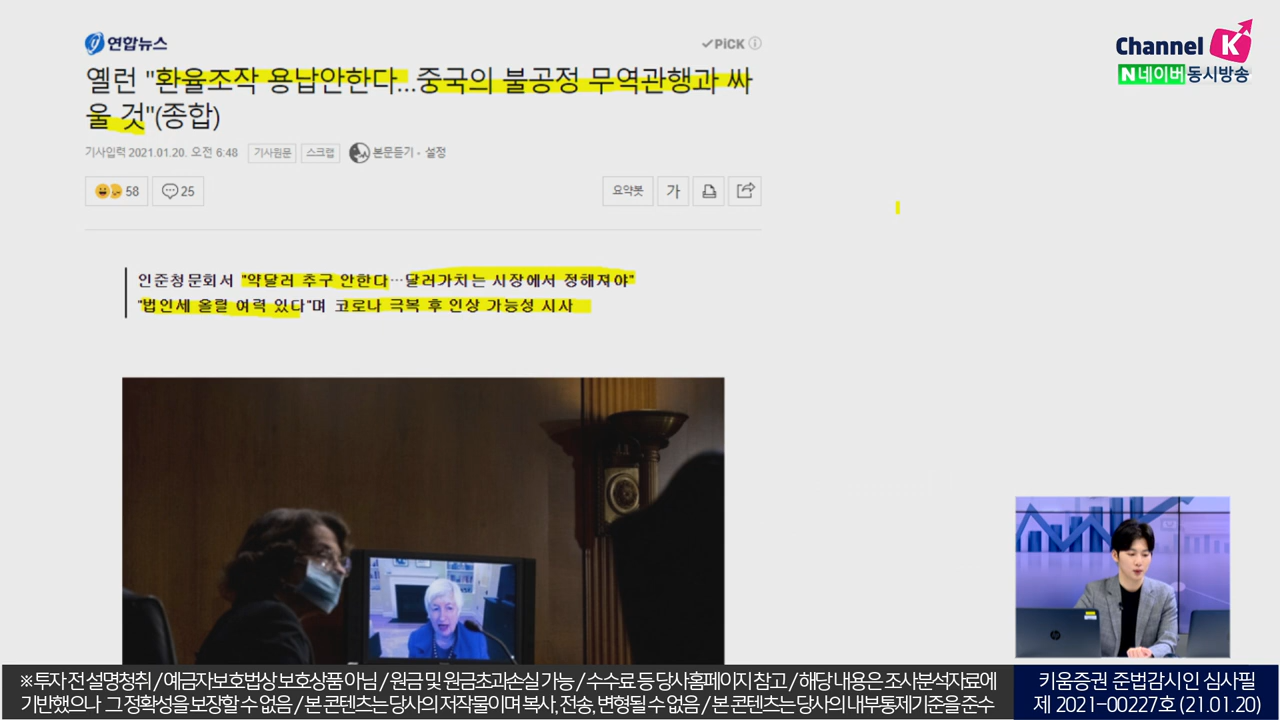 연합뉴스
PiCK
Channel K
N 네이버 동시방송
옐런 "환율조작 용납안한다...중국의 불공정 무역관행과 싸
울 것"(종합)
기사입력 2021.01.20. 오전 6:48 기사원문 스크랩 본문듣기 · 설정
58 25 요약봇 가
인준청문회서 "약달러 추구 안한다…달러가치는 시장에서 정해져야"
"법인세 올릴 여력 있다"며 코로나 극복 후 인상 가능성 시사
hp
※ 투자 전 설명청취 / 예금자보호법상 보호상품 아님 / 원금 및 원금초과손실 가능 / 수수료 등 당사홈페이지 참고 / 해당 내용은 조사분석자료에
기반했으나 그 정확성을 보장할 수 없음 / 본 콘텐츠는 당사의 저작물이며 복사, 전송, 변형될 수 없음 / 본 콘텐츠는 당사의 내부통제기준을 준수
키움증권 준법감시인 심사필
제 2021-00227호 (21.01.20)